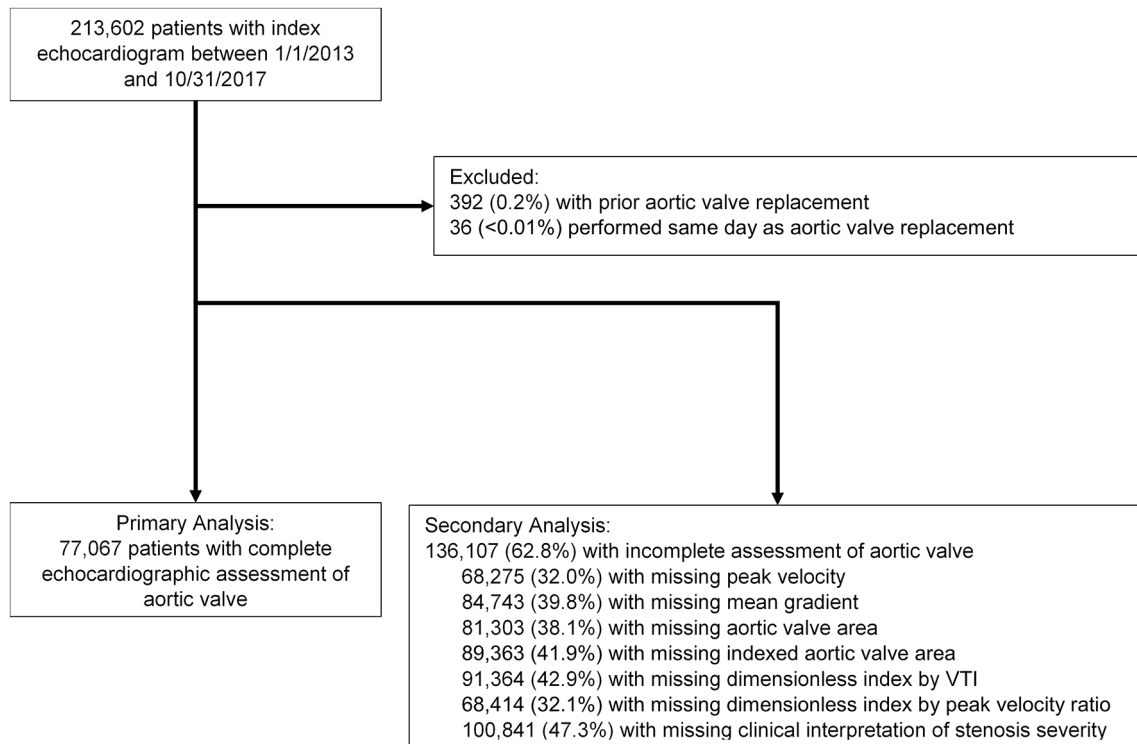 213,602 patients with index
echocardiogram between 1/1/2013
and 10/31/2017
Excluded:
392 (0.2%) with prior aortic valve replacement
36 (<0.01%) performed same day as aortic valve replacement
Primary Analysis:
77,067 patients with complete
echocardiographic assessment of
aortic valve
Secondary Analysis:
136,107 (62.8%) with incomplete assessment of aortic valve
68,275 (32.0%) with missing peak velocity
84,743 (39.8%) with missing mean gradient
81,303 (38.1%) with missing aortic valve area
89,363 (41.9%) with missing indexed aortic valve area
91,364 (42.9%) with missing dimensionless index by VTI
68,414 (32.1%) with missing dimensionless index by peak velocity ratio
100,841 (47.3%) with missing clinical interpretation of stenosis severity